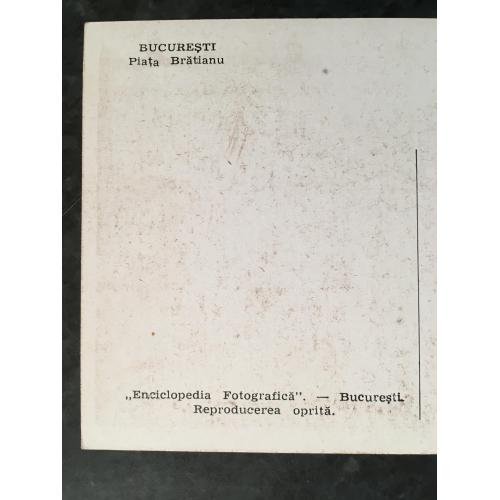 BUCUREŞTI
Piaţa Brătianu
„Enciclopedia Fotografică". — Bucureşti.
Reproducerea oprită.